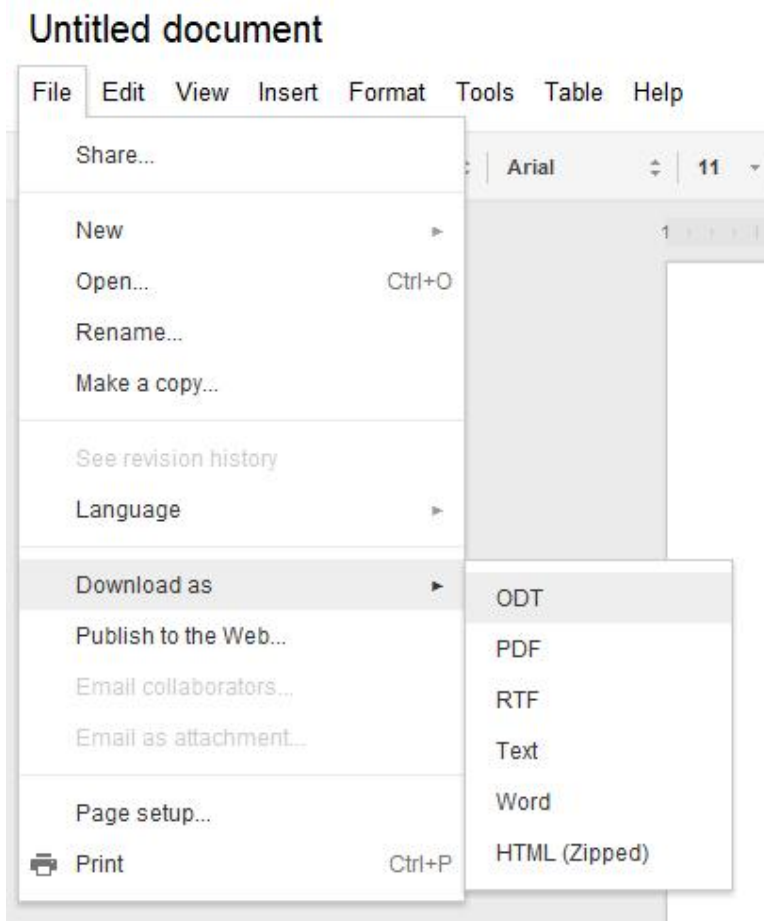 Untitled document
File Edit View Insert Format Tools Table Help
Arial 11
1
Share...
New
Open... Ctrl+O
Rename...
Make a copy...
See revision history
Language
Download as
Publish to the Web...
Email collaborators...
Email as attachment...
Page setup...
Print Ctrl+P
ODT
PDF
RTF
Text
Word
HTML (Zipped)